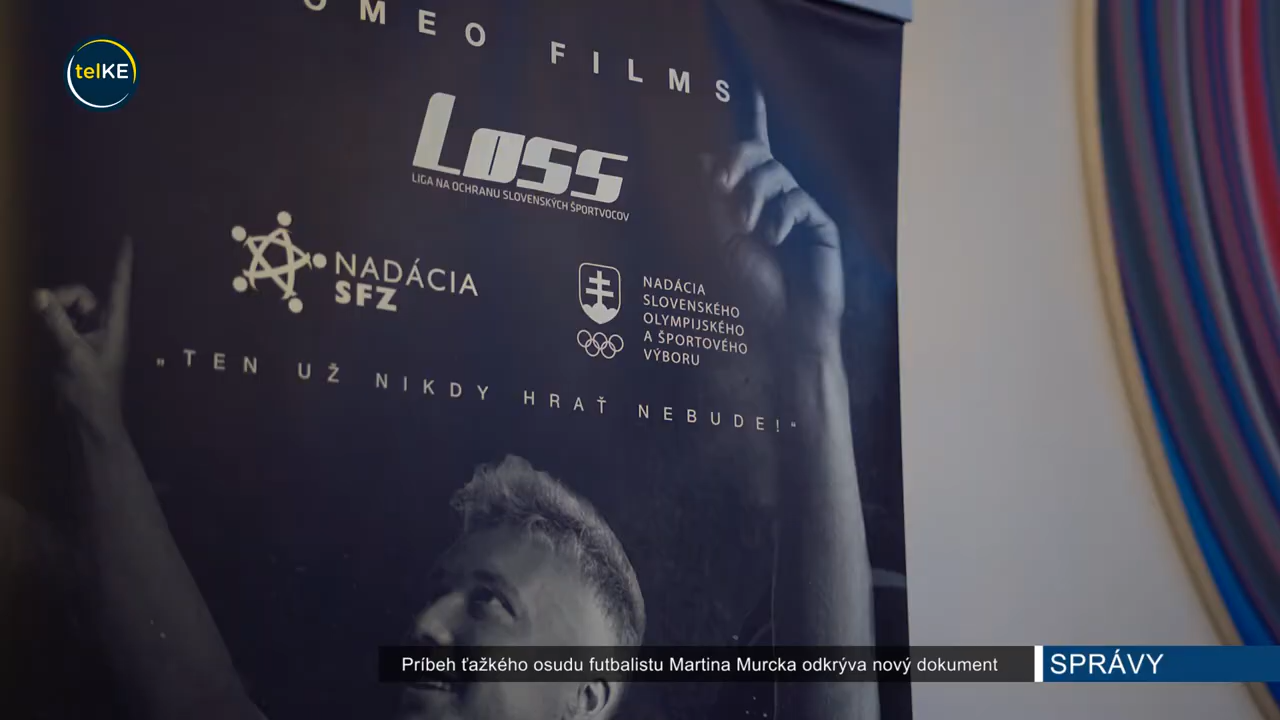 OMEO FILMS
telKE
LOSS
LIGA NA OCHRANU SLOVENSKÝCH ŠPORTVOCOV
NADÁCIA
SFZ
NADÁCIA
SLOVENSKÉHO
OLYMPIJSKÉHO
A ŠPORTOVÉHO
VÝBORU
„TEN UŽ NIKDY HRAŤ NEBUDE!“
Príbeh ťažkého osudu futbalistu Martina Murcka odkrýva nový dokument
SPRÁVY